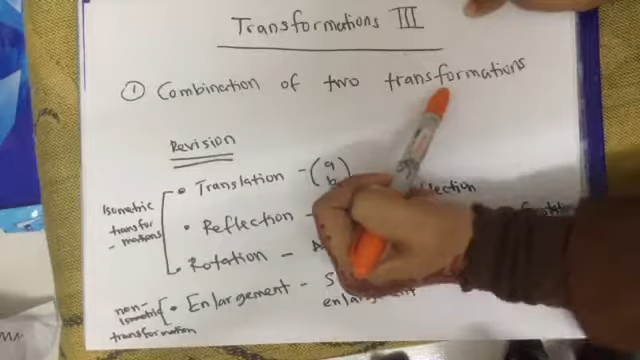 Transformations III
① Combination of two transformations
Revision
Isometric transfor-mations
• Translation - (a b)
• Reflection -
• Rotation -
non-Isometric transformation
• Enlargement - S
enlargement